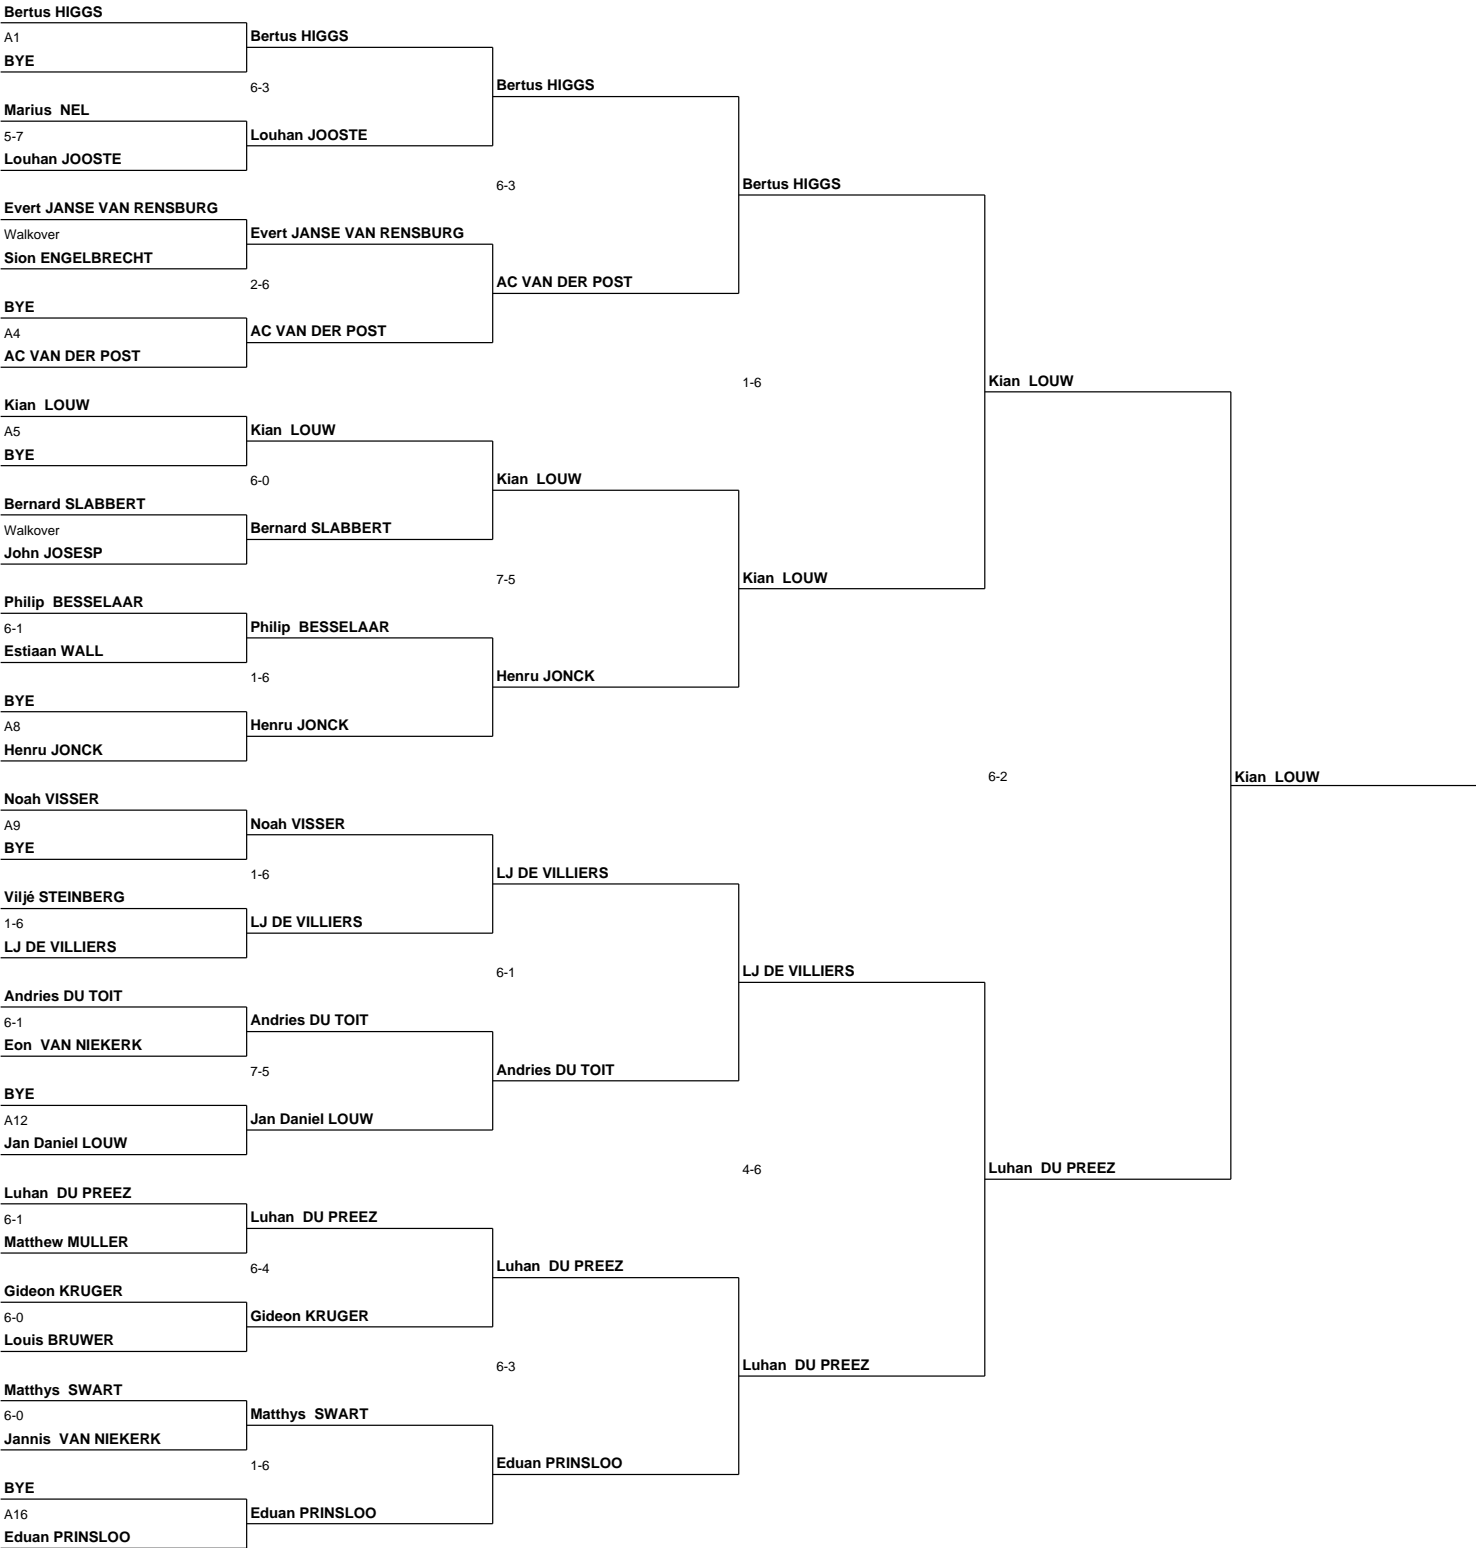 Bertus HIGGS
A1
BYE
Marius  NEL
5-7
Louhan JOOSTE
Evert JANSE VAN RENSBURG
Walkover
Sion ENGELBRECHT
BYE
A4
AC VAN DER POST
Kian  LOUW
A5
BYE
Bernard SLABBERT
Walkover
John JOSESP
Philip  BESSELAAR
6-1
Estiaan WALL
BYE
A8
Henru JONCK
Noah VISSER
A9
BYE
Viljé STEINBERG
1-6
LJ DE VILLIERS
Andries DU TOIT
6-1
Eon  VAN NIEKERK
BYE
A12
Jan Daniel LOUW
Luhan  DU PREEZ
6-1
Matthew MULLER
Gideon KRUGER
6-0
Louis BRUWER
Matthys  SWART
6-0
Jannis  VAN NIEKERK
BYE
A16
Eduan PRINSLOO
Bertus HIGGS
6-3
Louhan JOOSTE
Evert JANSE VAN RENSBURG
2-6
AC VAN DER POST
Kian  LOUW
6-0
Bernard SLABBERT
Philip  BESSELAAR
1-6
Henru JONCK
Noah VISSER
1-6
LJ DE VILLIERS
Andries DU TOIT
7-5
Jan Daniel LOUW
Luhan  DU PREEZ
6-4
Gideon KRUGER
Matthys  SWART
1-6
Eduan PRINSLOO
Bertus HIGGS
6-3
AC VAN DER POST
Kian  LOUW
7-5
Henru JONCK
LJ DE VILLIERS
6-1
Andries DU TOIT
Luhan  DU PREEZ
6-3
Eduan PRINSLOO
Bertus HIGGS
1-6
Kian  LOUW
LJ DE VILLIERS
4-6
Luhan  DU PREEZ
Kian  LOUW
6-2
Luhan  DU PREEZ
Kian  LOUW